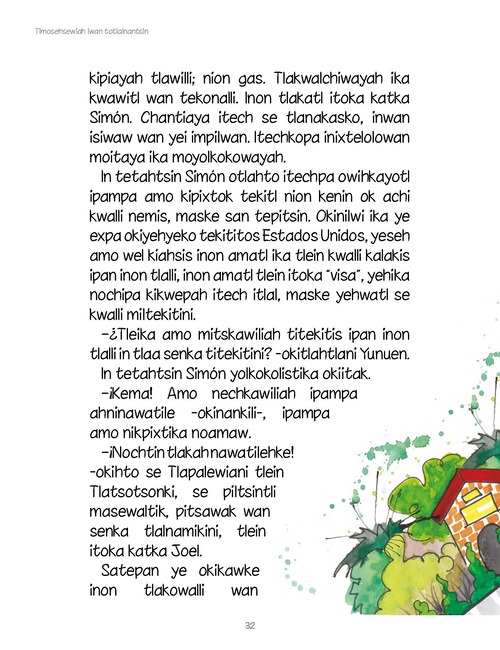 Timosehsewiah iwan totlalnantsin
kipiayah tlawilli; nion gas. Tlakwalchiwayah ika
kwawitl wan tekonalli. Inon tlakatl itoka katka
Simón. Chantiaya itech se tlanakasko, inwan
isiwaw wan yei impilwan. Itechkopa inixtelolowan
moitaya ika moyolkokowayah.
In tetahtsin Simón otlahto itechpa owihkayotl
ipampa amo kipixtok tekitl nion kenin ok achi
kwalli nemis, maske san tepitsin. Okinilwi ika ye
expa okiyehyeko tekititos Estados Unidos, yeseh
amo wel kiahsis inon amatl ika tlein kwalli kalakis
ipan inon tlalli, inon amatl tlein itoka "visa", yehika
nochipa kikwepah itech itlal, maske yehwatl se
kwalli miltekitini.
–¿Tleika amo mitskawiliah titekitis ipan inon
tlalli in tlaa senka titekitini? -okitlahtlani Yunuen.
In tetahtsin Simón yolkokolistika okiitak.
–¡Kema! Amo nechkawiliah ipampa
ahninawatile -okinankili-, ipampa
amo nikpixtika noamaw.
–¡Nochtin tlakah nawatilehke!
-okihto se Tlapalewiani tlein
Tlatsotsonki, se piltsintli
masewaltik, pitsawak wan
senka tlalnamikini, tlein
itoka katka Joel.
Satepan ye okikawke
inon tlakowalli wan
32